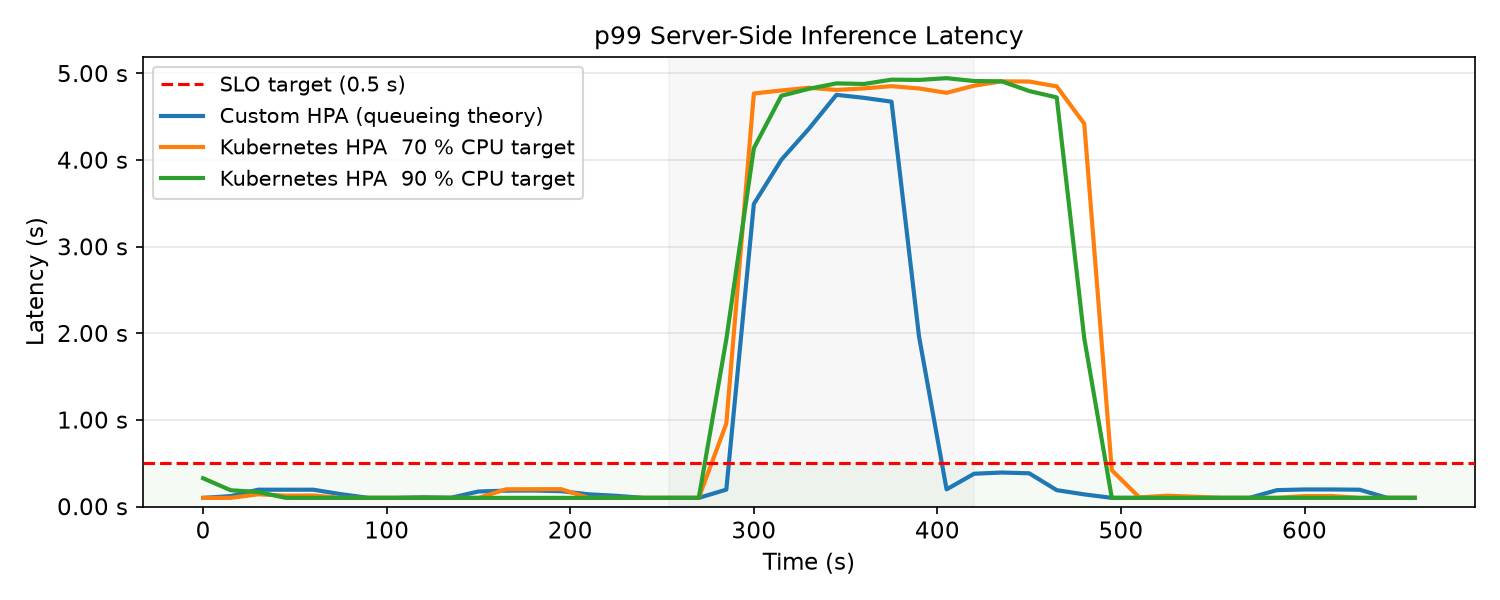 p99 Server-Side Inference Latency
SLO target (0.5 s)
Custom HPA (queueing theory)
Kubernetes HPA  70 % CPU target
Kubernetes HPA  90 % CPU target
Latency (s)
5.00 s
4.00 s
3.00 s
2.00 s
1.00 s
0.00 s
0 100 200 300 400 500 600
Time (s)